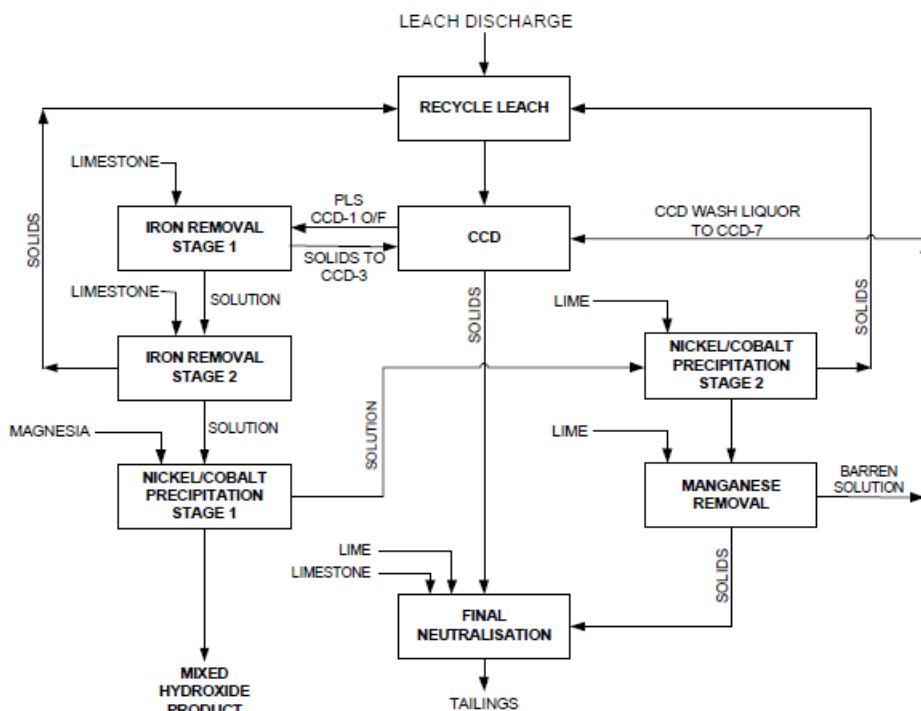 LEACH DISCHARGE
RECYCLE LEACH
LIMESTONE
PLS
CCD-1 O/F
IRON REMOVAL
STAGE 1
CCD
CCD WASH LIQUOR
TO CCD-7
SOLIDS
SOLIDS TO
CCD-3
LIMESTONE
SOLUTION
SOLIDS
LIME
SOLIDS
IRON REMOVAL
STAGE 2
NICKEL/COBALT
PRECIPITATION
STAGE 2
MAGNESIA
SOLUTION
SOLUTION
LIME
NICKEL/COBALT
PRECIPITATION
STAGE 1
MANGANESE
REMOVAL
BARREN
SOLUTION
LIME
LIMESTONE
SOLIDS
FINAL
NEUTRALISATION
MIXED
HYDROXIDE
PRODUCT
TAILINGS